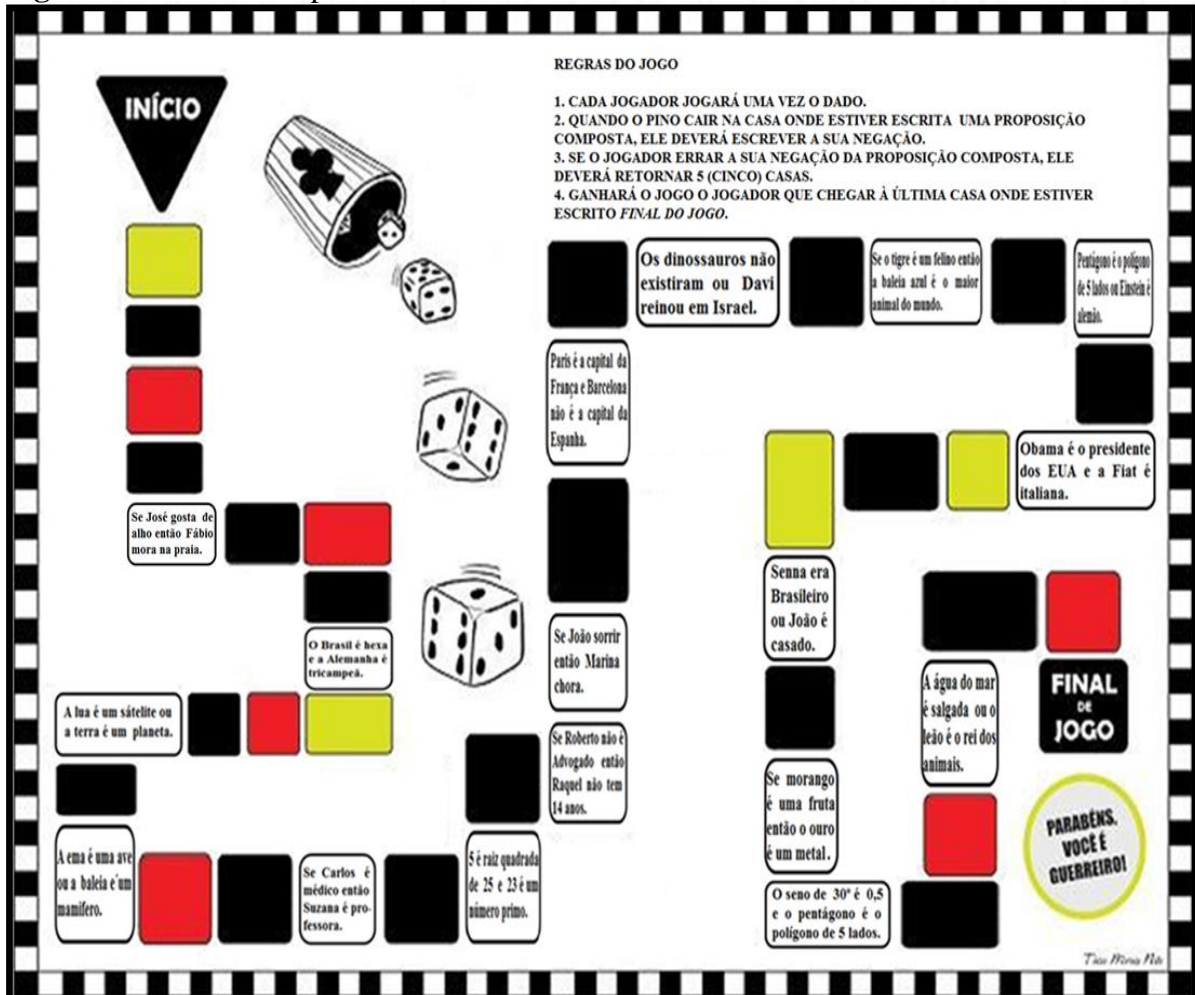 REGRAS DO JOGO
1. CADA JOGADOR JOGARÁ UMA VEZ O DADO.
2. QUANDO O PINO CAIR NA CASA ONDE ESTIVER ESCRITA UMA PROPOSIÇÃO
COMPOSTA, ELE DEVERÁ ESCREVER A SUA NEGAÇÃO.
3. SE O JOGADOR ERRAR A SUA NEGAÇÃO DA PROPOSIÇÃO COMPOSTA, ELE
DEVERÁ RETORNAR 5 (CINCO) CASAS.
4. GANHARÁ O JOGO O JOGADOR QUE CHEGAR À ÚLTIMA CASA ONDE ESTIVER
ESCRITO FINAL DO JOGO.
INÍCIO
Se José gosta de
alho então Fábio
mora na praia.
O Brasil é hexa
e a Alemanha é
tricampeã.
A lua é um sátelite ou
a terra é um planeta.
A ema é uma ave
ou a baleia e'um
mamifero.
Se Carlos é
médico então
Suzana é pro-
fessora.
5 é raiz quadrada
de 25 e 23 é um
número primo.
Se Roberto não é
Advogado então
Raquel não tem
14 anos.
Se João sorrir
então Marina
chora.
Paris é a capital da
França e Barcelona
não é a capital da
Espanha.
Os dinossauros não
existiram ou Davi
reinou em Israel.
Se o tigre é um felino então
a baleia azul é o maior
animal do mundo.
Pentágono é o polígono
de 5 lados ou Einstein é
alemão.
Obama é o presidente
dos EUA e a Fiat é
italiana.
Senna era
Brasileiro
ou João é
casado.
Se morango
é uma fruta
então o ouro
é um metal.
O seno de 30º é 0,5
e o pentágono é o
polígono de 5 lados.
A água do mar
é salgada ou o
leão é o rei dos
animais.
FINAL
DE
JOGO
PARABÉNS,
VOCÊ É
GUERREIRO!